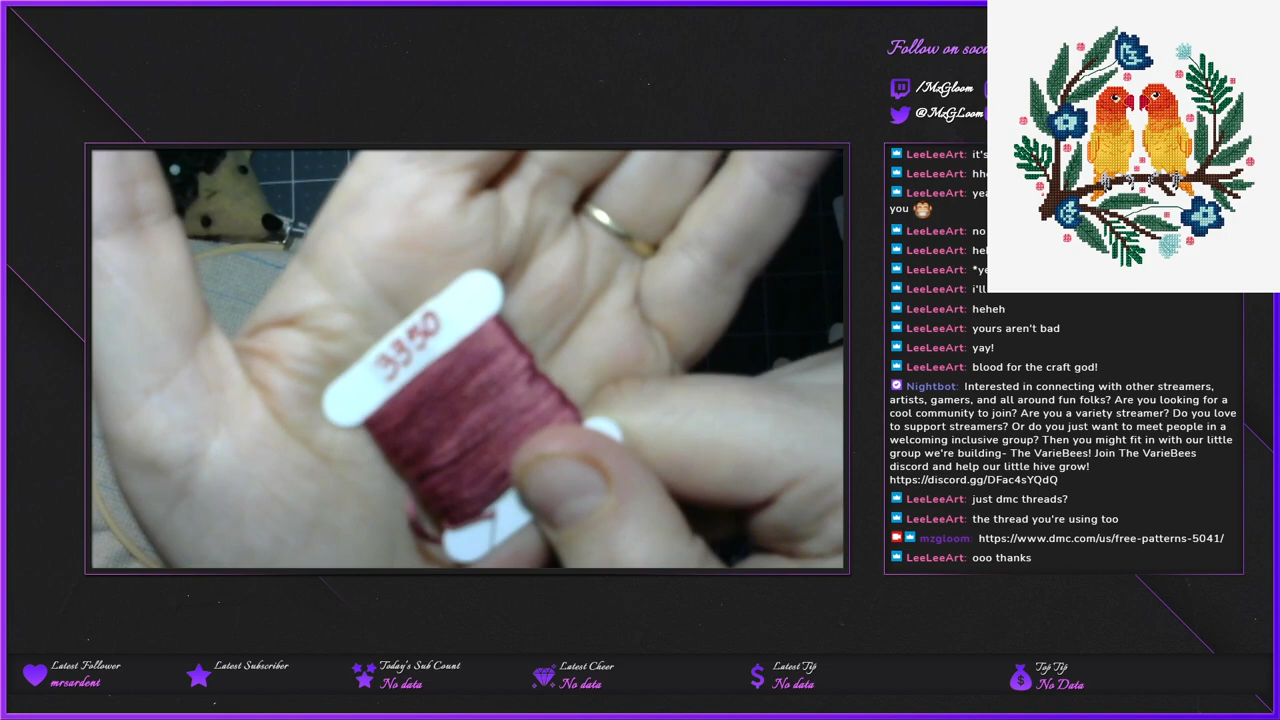 Follow on
/MzGloom
@MzGLoom
LeeLeeArt: it's
LeeLeeArt:
LeeLeeArt:
you
LeeLeeArt: no
LeeLeeArt:
LeeLeeArt:
LeeLeeArt: i'll
LeeLeeArt: heheh
LeeLeeArt: yours aren't bad
LeeLeeArt: yay!
LeeLeeArt: blood for the craft god!
Nightbot: Interested in connecting with other streamers,
artists, gamers, and all around fun folks? Are you looking for a
cool community to join? Are you a variety streamer? Do you love
to support streamers? Or do you just want to meet people in a
welcoming inclusive group? Then you might fit in with our little
group we're building- The VarieBees! Join The VarieBees
discord and help our little hive grow!
https://discord.gg/DFac4sYQdQ
LeeLeeArt: just dmc threads?
LeeLeeArt: the thread you're using too
mzgloom: https://www.dmc.com/us/free-patterns-5041/
LeeLeeArt: ooo thanks
3350
Latest Follower
mrsardent
Latest Subscriber
Today's Sub Count
No data
Latest Cheer
No data
Latest Tip
No data
Top Tip
No Data